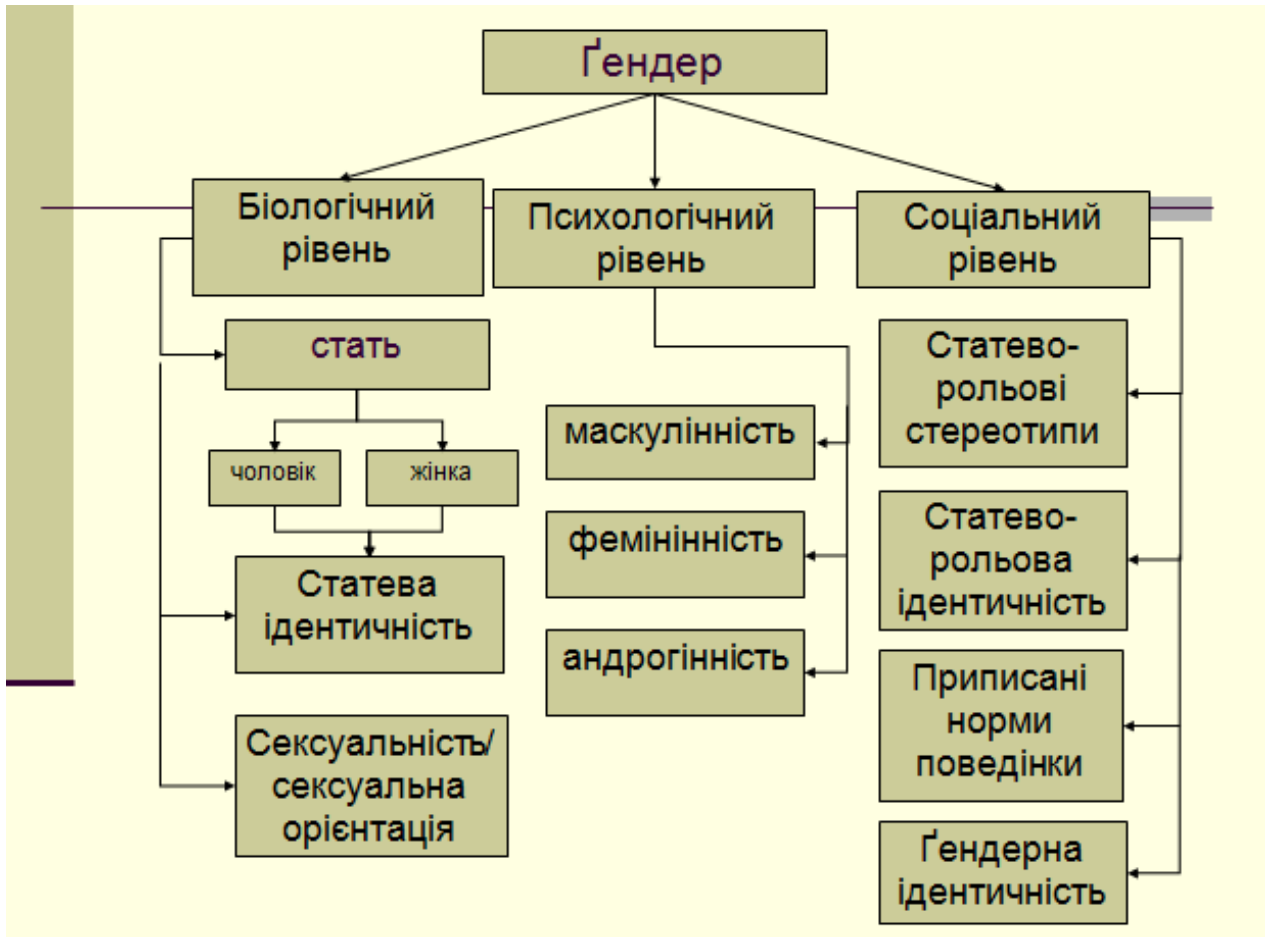 Ґендер
Біологічний
рівень
Психологічний
рівень
Соціальний
рівень
стать
чоловік
жінка
Статева
ідентичність
Сексуальність/
сексуальна
орієнтація
маскулінність
фемінінність
андрогінність
Статево-
рольові
стереотипи
Статево-
рольова
ідентичність
Приписані
норми
поведінки
Ґендерна
ідентичність